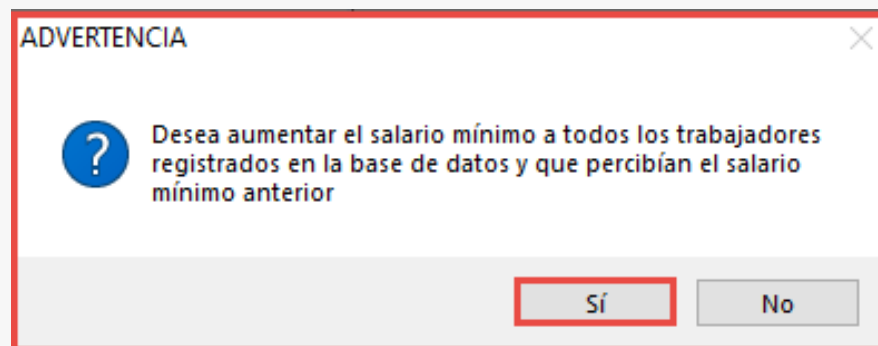 ADVERTENCIA
Desea aumentar el salario mínimo a todos los trabajadores
registrados en la base de datos y que percibían el salario
mínimo anterior
Sí
No